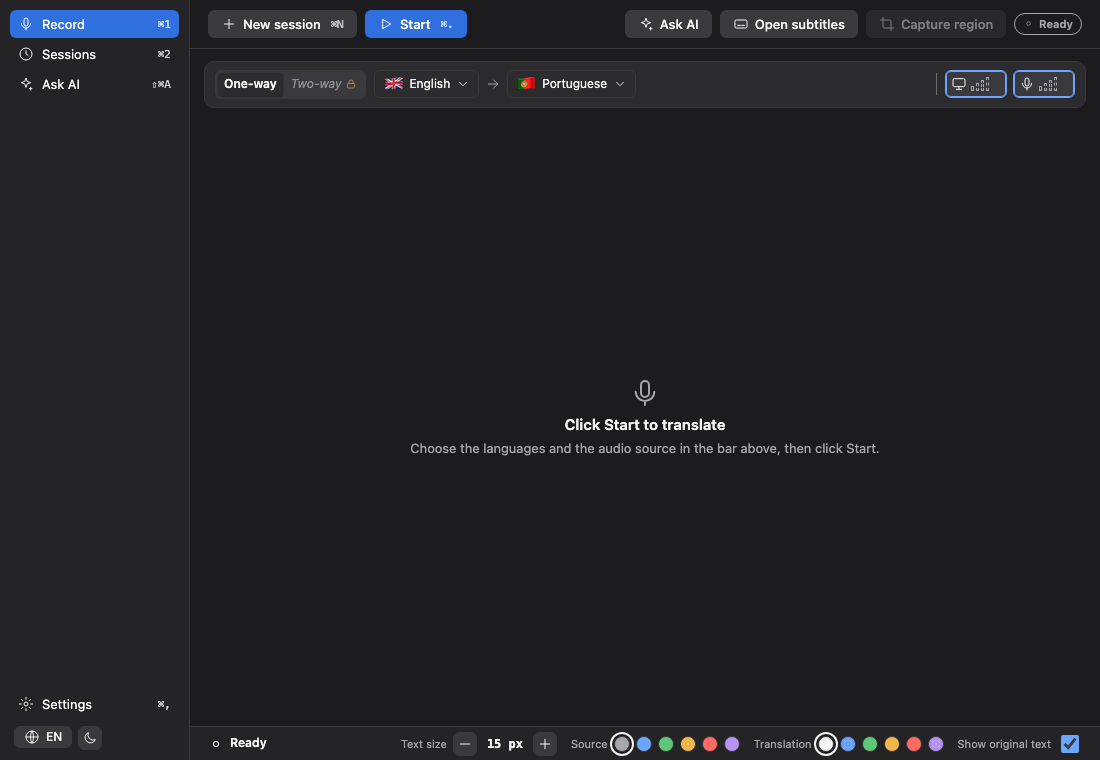 Record ⌘1
Sessions ⌘2
Ask AI ⇧⌘A
New session ⌘N
Start ⌘.
Ask AI
Open subtitles
Capture region
Ready
One-way
Two-way
English
Portuguese
Click Start to translate
Choose the languages and the audio source in the bar above, then click Start.
Settings ⌘,
EN
Ready
Text size
15 px
Source
Translation
Show original text